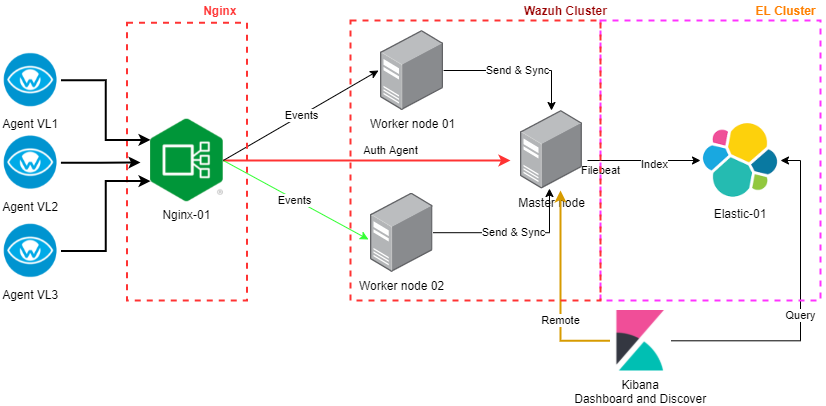 Nginx
Wazuh Cluster
EL Cluster
Agent VL1
Agent VL2
Agent VL3
Nginx-01
Events
Auth Agent
Events
Worker node 01
Worker node 02
Send & Sync
Send & Sync
Master node
Filebeat
Index
Elastic-01
Remote
Query
Kibana
Dashboard and Discover